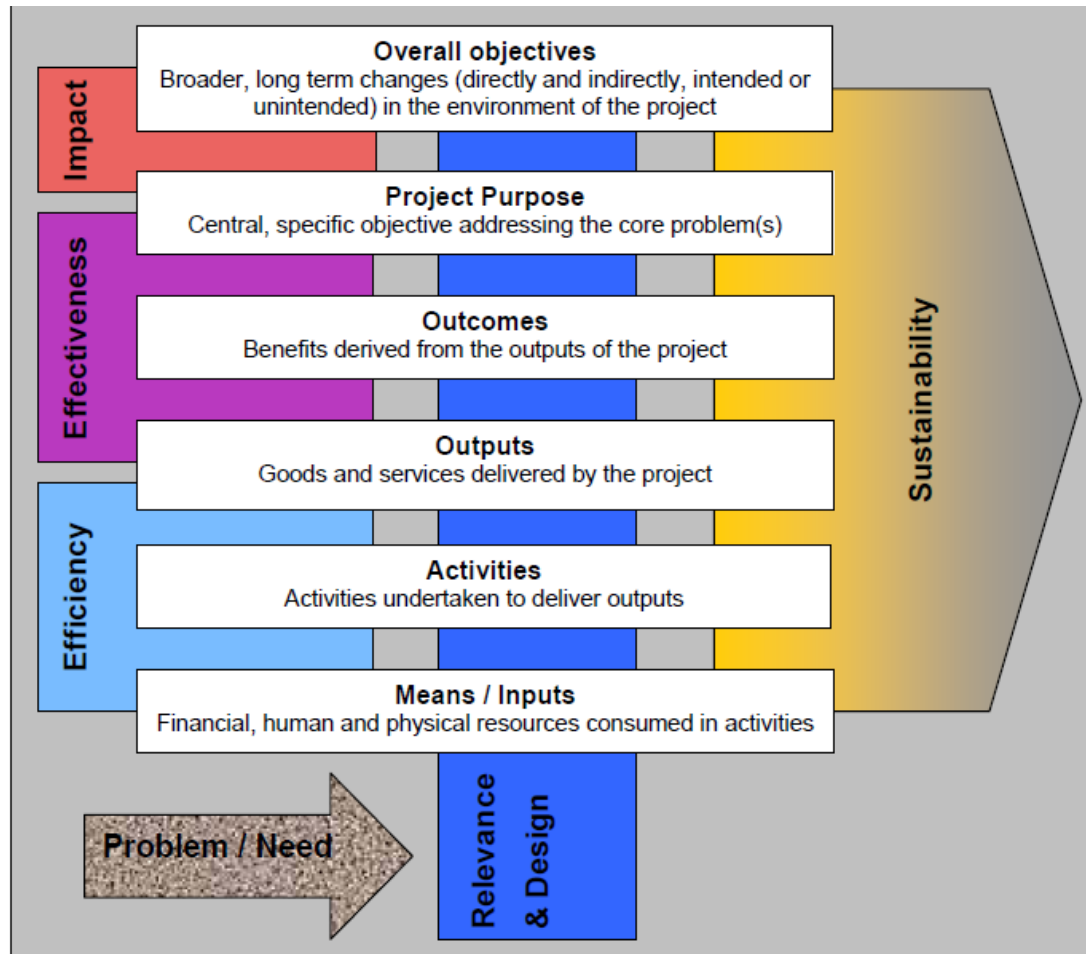 Overall objectives
Broader, long term changes (directly and indirectly, intended or
unintended) in the environment of the project
Impact
Project Purpose
Central, specific objective addressing the core problem(s)
Effectiveness
Outcomes
Benefits derived from the outputs of the project
Sustainability
Outputs
Goods and services delivered by the project
Efficiency
Activities
Activities undertaken to deliver outputs
Means / Inputs
Financial, human and physical resources consumed in activities
Problem / Need
Relevance
& Design